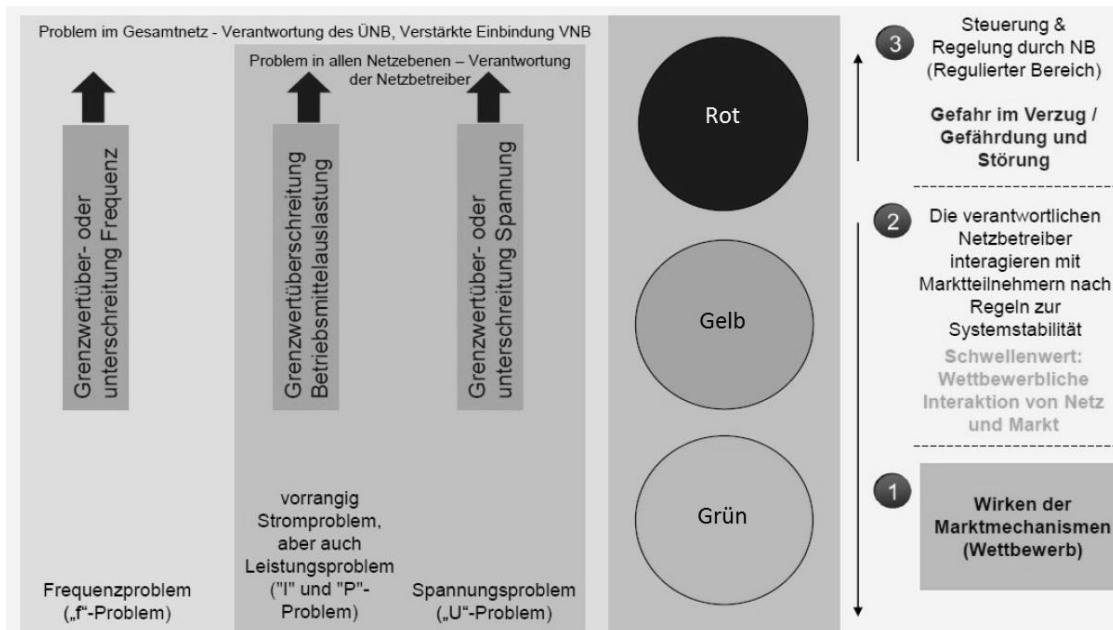 Problem im Gesamtnetz - Verantwortung des ÜNB, Verstärkte Einbindung VNB
Problem in allen Netzebenen – Verantwortung
der Netzbetreiber
Grenzwertüber- oder
unterschreitung Frequenz
Grenzwertüberschreitung
Betriebsmittelauslastung
Grenzwertüber- oder
unterschreitung Spannung
Frequenzproblem
(„f“-Problem)
vorrangig
Stromproblem,
aber auch
Leistungsproblem
("I" und "P"-
Problem)
Spannungsproblem
(„U“-Problem)
Rot
Gelb
Grün
3
Steuerung &
Regelung durch NB
(Regulierter Bereich)
Gefahr im Verzug /
Gefährdung und
Störung
2
Die verantwortlichen
Netzbetreiber
interagieren mit
Marktteilnehmern nach
Regeln zur
Systemstabilität
Schwellenwert:
Wettbewerbliche
Interaktion von Netz
und Markt
1
Wirken der
Marktmechanismen
(Wettbewerb)